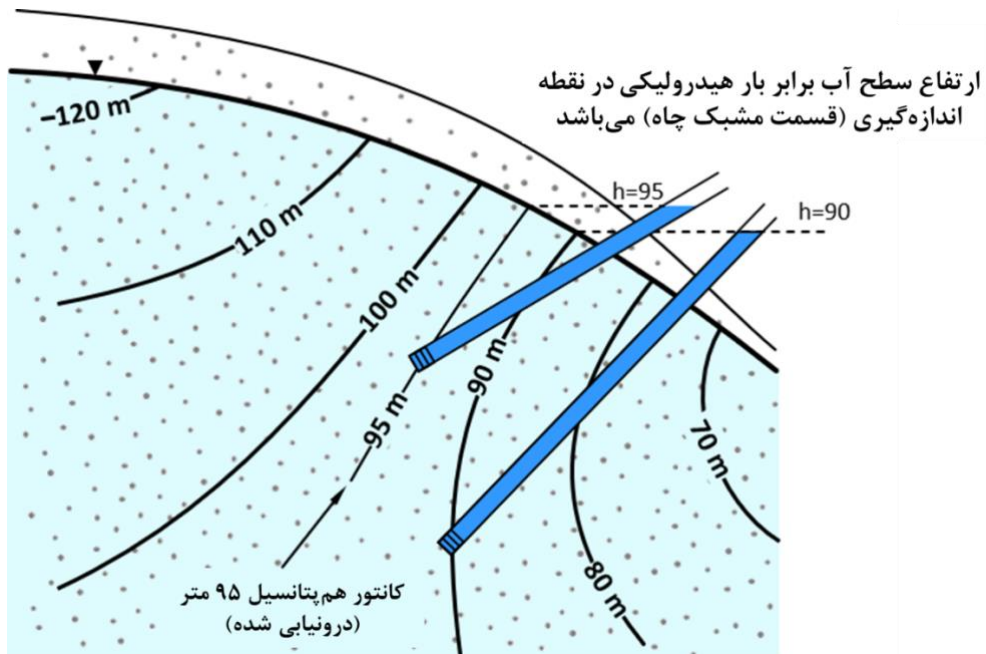 ارتفاع سطح آب برابر بار هیدرولیکی در نقطه
اندازه‌گیری (قسمت مشبک چاه) می‌باشد
120 m
h=95
h=90
110 m
100 m
90 m
95 m
70 m
80 m
کانتور هم‌پتانسیل ۹۵ متر
(درونیابی شده)